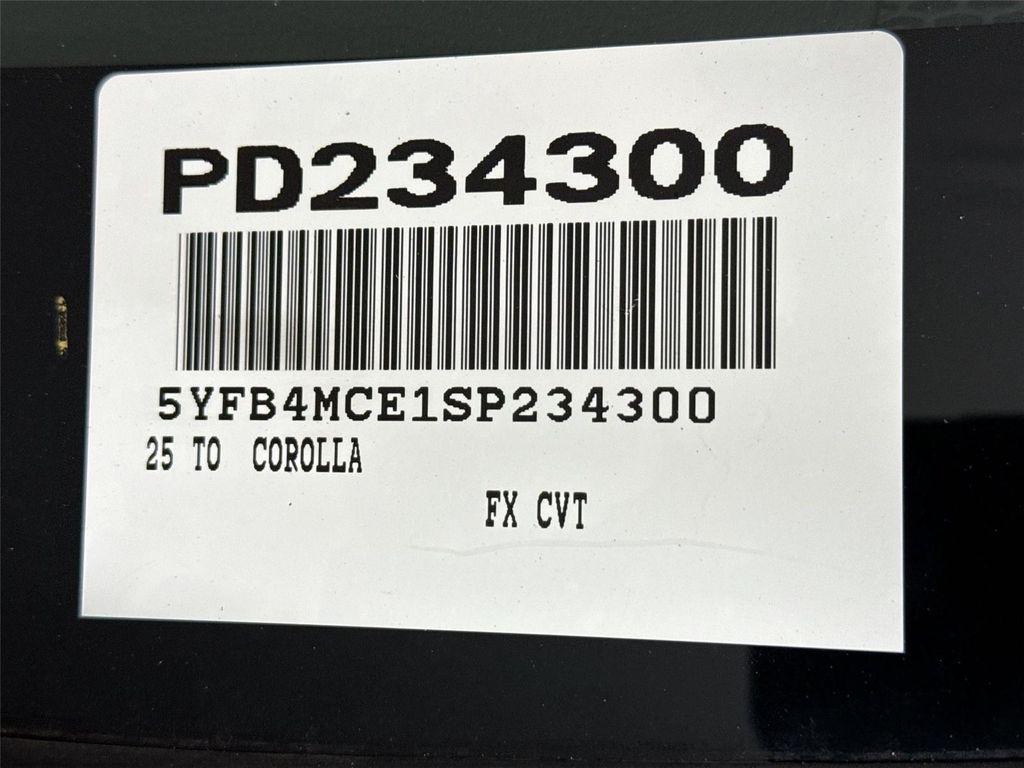 PD234300
5YFB4MCE1SP234300
25 TO COROLLA
FX CVT